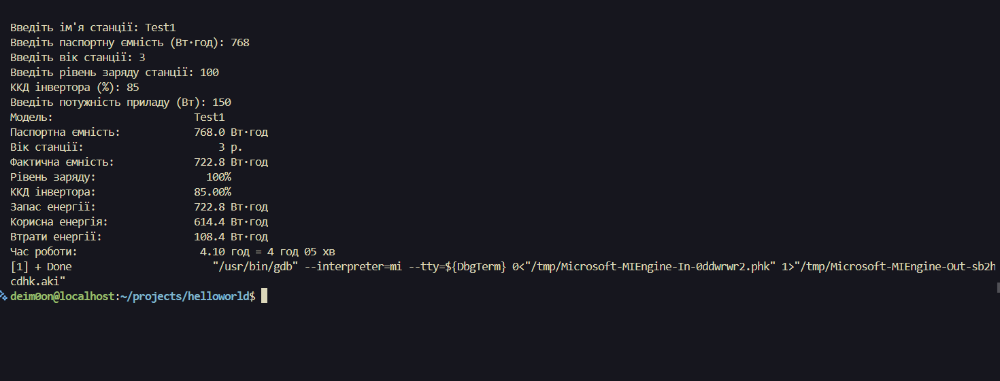 Введіть ім'я станції: Test1
Введіть паспортну ємність (Вт·год): 768
Введіть вік станції: 3
Введіть рівень заряду станції: 100
ККД інвертора (%): 85
Введіть потужність приладу (Вт): 150
Модель: Test1
Паспортна ємність: 768.0 Вт·год
Вік станції: 3 р.
Фактична ємність: 722.8 Вт·год
Рівень заряду: 100%
ККД інвертора: 85.00%
Запас енергії: 722.8 Вт·год
Корисна енергія: 614.4 Вт·год
Втрати енергії: 108.4 Вт·год
Час роботи: 4.10 год = 4 год 05 хв
[1] + Done "/usr/bin/gdb" --interpreter=mi --tty=${DbgTerm} 0<"/tmp/Microsoft-MIEngine-In-0ddwrwr2.phk" 1>"/tmp/Microsoft-MIEngine-Out-sb2h
cdhk.aki"
deim0on@localhost:~/projects/helloworld$